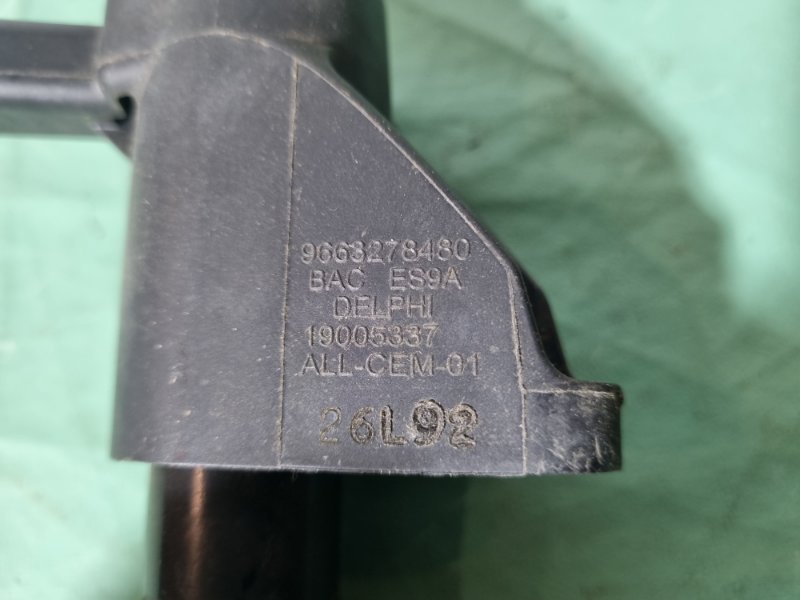 9663278480
BAC ES9A
DELPHI
19005337
ALL-CEM-01
26L92